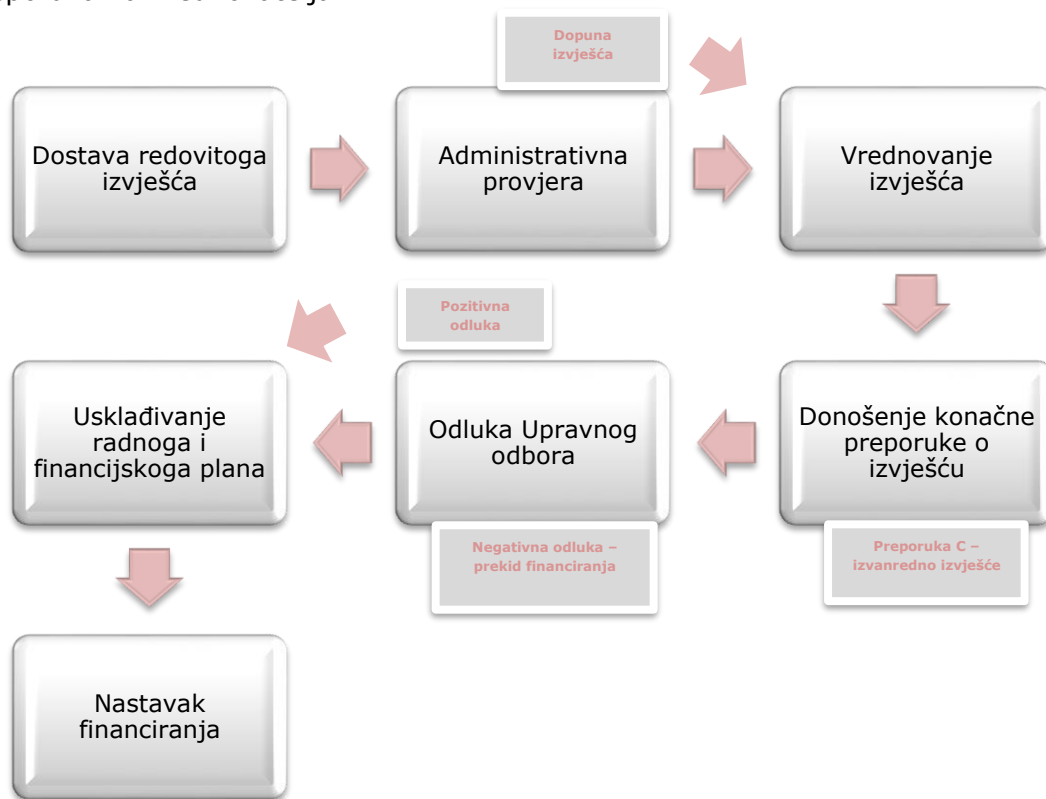 Dopuna
izvješća
Dostava redovitoga
izvješća
Administrativna
provjera
Vrednovanje
izvješća
Pozitivna
odluka
Usklađivanje
radnoga i
financijskoga plana
Odluka Upravnog
odbora
Donošenje konačne
preporuke o
izvješću
Negativna odluka –
prekid financiranja
Preporuka C –
izvanredno izvješće
Nastavak
financiranja